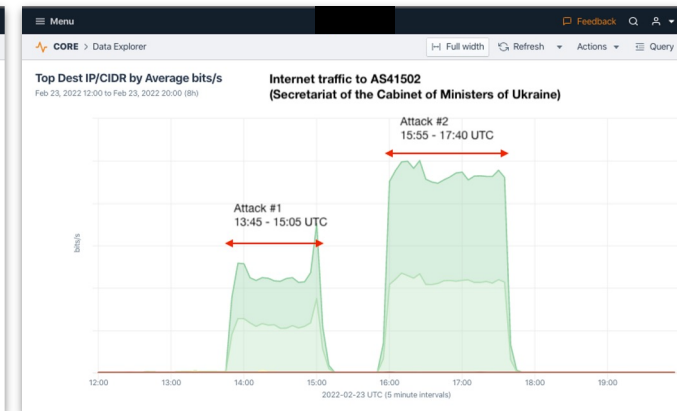 Menu
Feedback
CORE > Data Explorer
Full width
Refresh
Actions
Query
Top Dest IP/CIDR by Average bits/s
Feb 23, 2022 12:00 to Feb 23, 2022 20:00 (8h)
Internet traffic to AS41502
(Secretariat of the Cabinet of Ministers of Ukraine)
Attack #2
15:55 - 17:40 UTC
Attack #1
13:45 - 15:05 UTC
bits/s
12:00
13:00
14:00
15:00
16:00
17:00
18:00
19:00
2022-02-23 UTC (5 minute intervals)